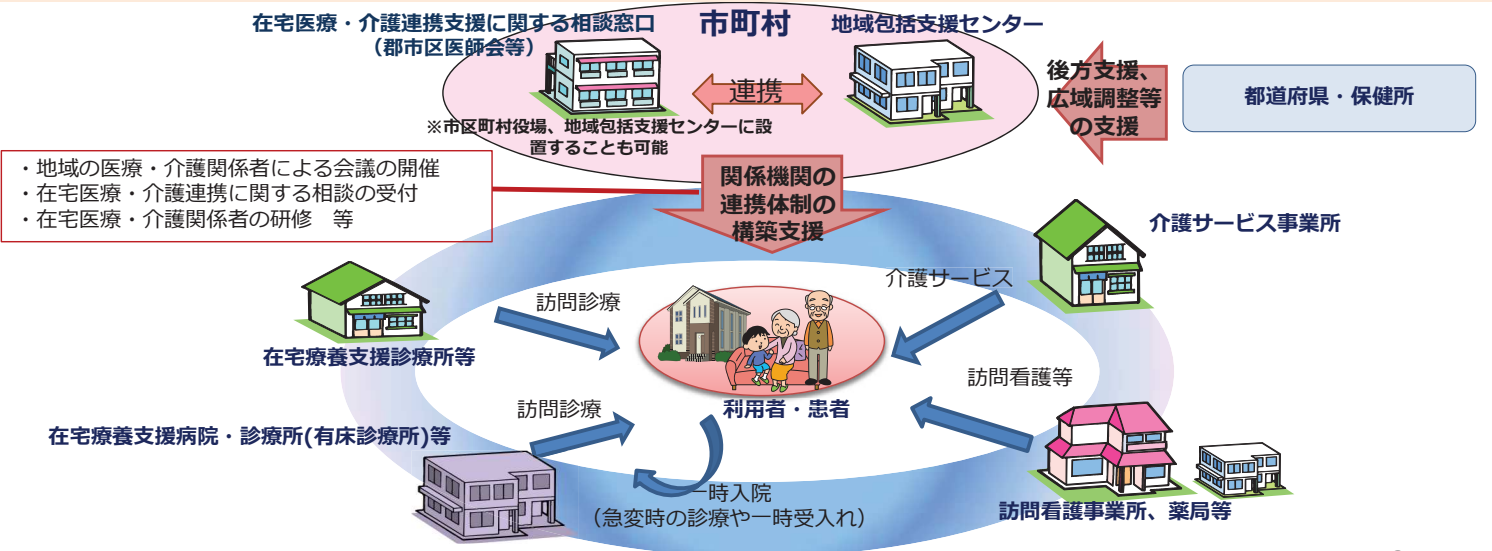 在宅医療・介護連携支援に関する相談窓口
（郡市区医師会等）
市町村
地域包括支援センター
連携
※市区町村役場、地域包括支援センターに設
置することも可能
後方支援、
広域調整等
の支援
都道府県・保健所
・地域の医療・介護関係者による会議の開催
・在宅医療・介護連携に関する相談の受付
・在宅医療・介護関係者の研修　等
関係機関の
連携体制の
構築支援
介護サービス事業所
介護サービス
訪問診療
在宅療養支援診療所等
利用者・患者
訪問看護等
訪問診療
在宅療養支援病院・診療所(有床診療所)等
一時入院
（急変時の診療や一時受入れ）
訪問看護事業所、薬局等